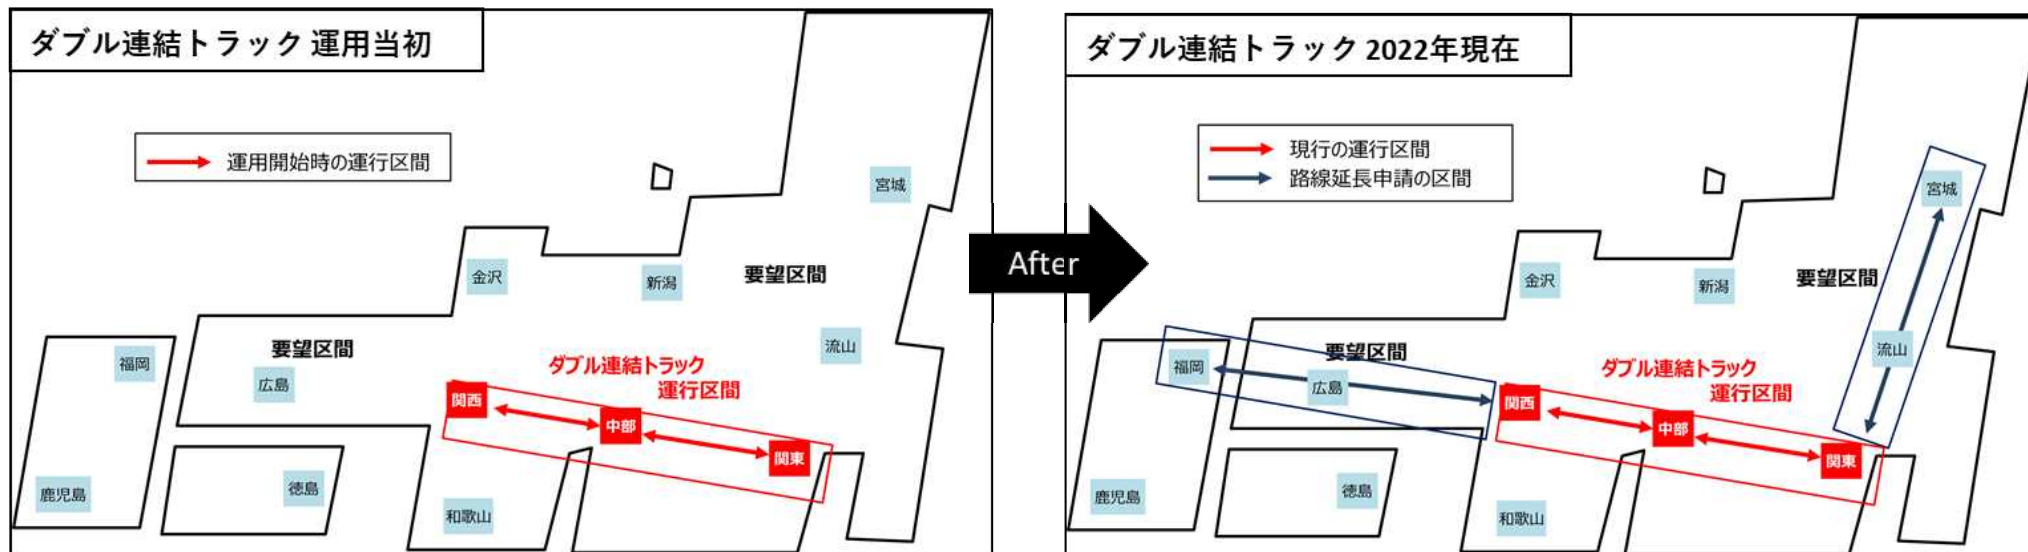 ダブル連結トラック 運用当初
運用開始時の運行区間
宮城
金沢
新潟
要望区間
流山
要望区間
福岡
広島
ダブル連結トラック
運行区間
関西
中部
関東
鹿児島
徳島
和歌山
After
ダブル連結トラック 2022年現在
現行の運行区間
路線延長申請の区間
宮城
金沢
新潟
要望区間
流山
要望区間
福岡
広島
ダブル連結トラック
運行区間
関西
中部
関東
鹿児島
徳島
和歌山